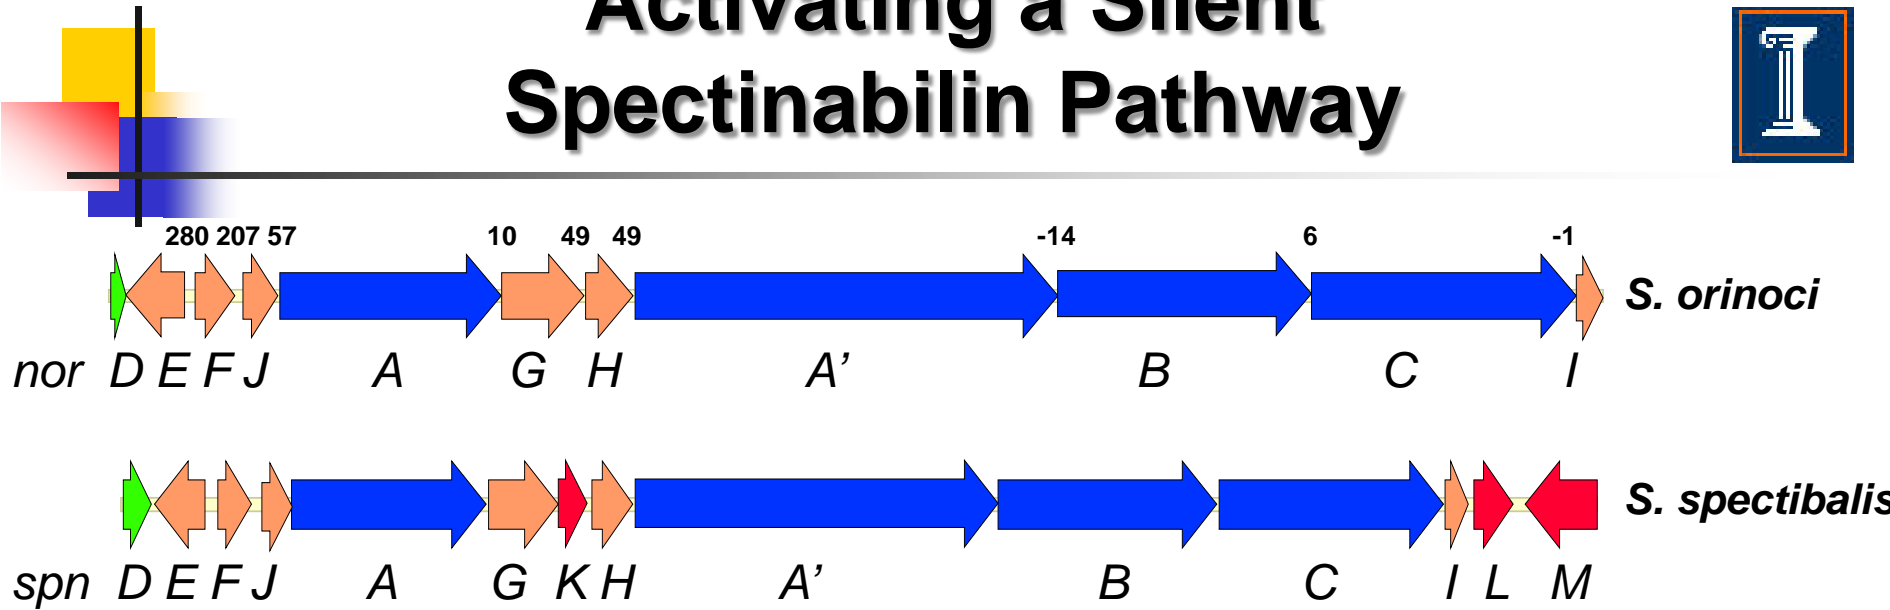 Activating a Silent
Spectinabilin Pathway
280 207 57 10 49 49 -14 6 -1
S. orinoci
nor D E F J A G H A’ B C I
S. spectibalis
spn D E F J A G K H A’ B C I L M